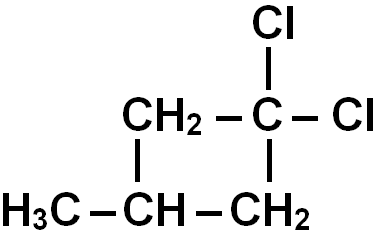 Cl
CH₂ – C – Cl
H₃C – CH – CH₂